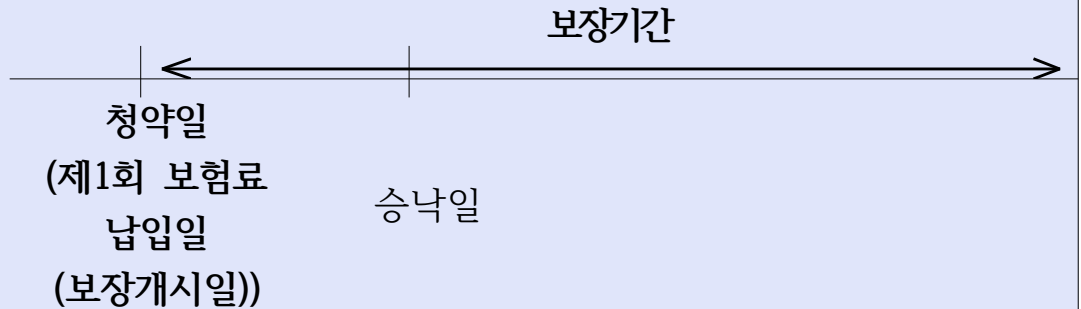 보장기간
청약일
(제1회 보험료
납입일
(보장개시일))
승낙일